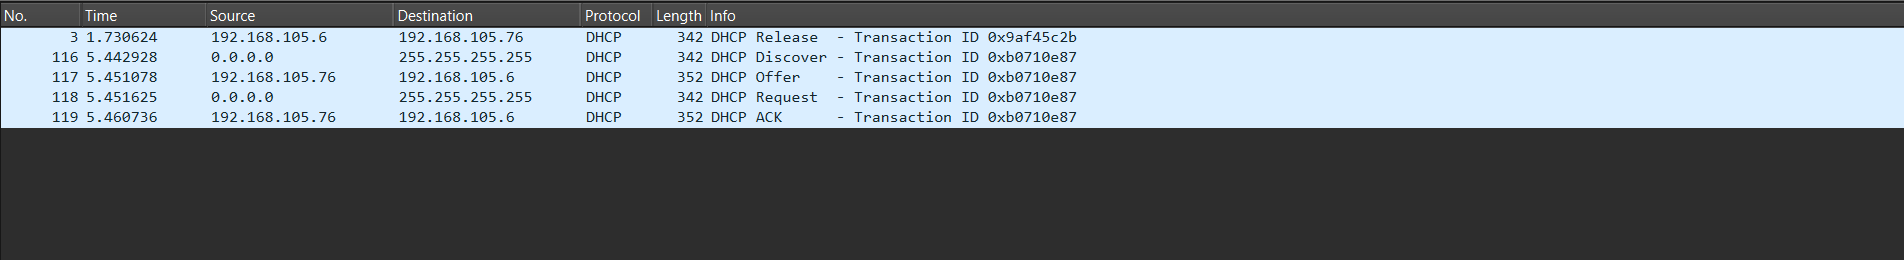 No. Time Source Destination Protocol Length Info
3 1.730624 192.168.105.6 192.168.105.76 DHCP 342 DHCP Release - Transaction ID 0x9af45c2b
116 5.442928 0.0.0.0 255.255.255.255 DHCP 342 DHCP Discover - Transaction ID 0xb0710e87
117 5.451078 192.168.105.76 192.168.105.6 DHCP 352 DHCP Offer - Transaction ID 0xb0710e87
118 5.451625 0.0.0.0 255.255.255.255 DHCP 342 DHCP Request - Transaction ID 0xb0710e87
119 5.460736 192.168.105.76 192.168.105.6 DHCP 352 DHCP ACK - Transaction ID 0xb0710e87